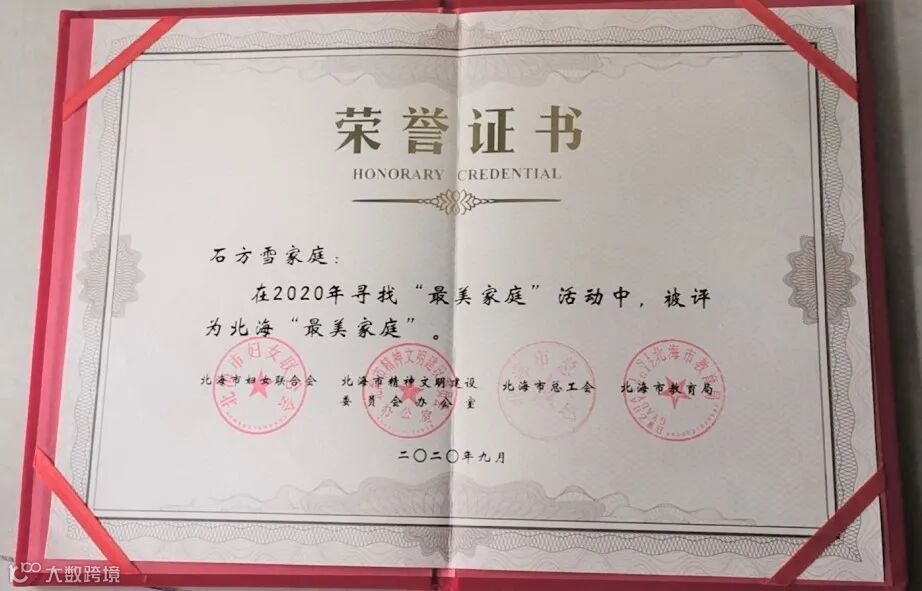 荣誉证书
HONORARY CREDENTIAL
石方雪家庭：
在2020年寻找“最美家庭”活动中，被评
为北海“最美家庭”。
北海市妇女联合会
北海市精神文明建设
委员会办公室
北海市总工会
北海市教育局
二〇二〇年九月
大数跨境